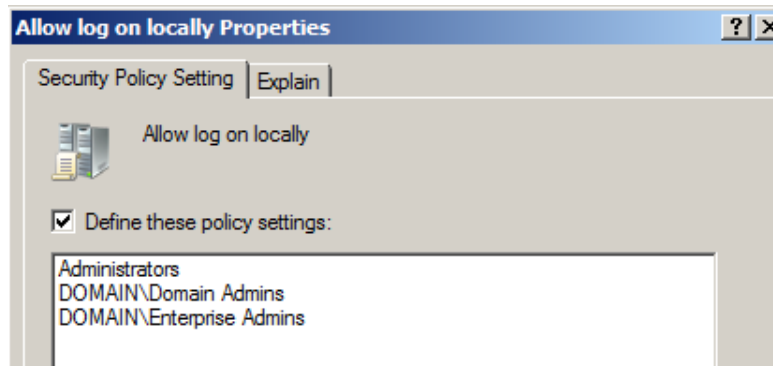 Allow log on locally Properties
Security Policy Setting Explain
Allow log on locally
Define these policy settings:
Administrators
DOMAIN\Domain Admins
DOMAIN\Enterprise Admins